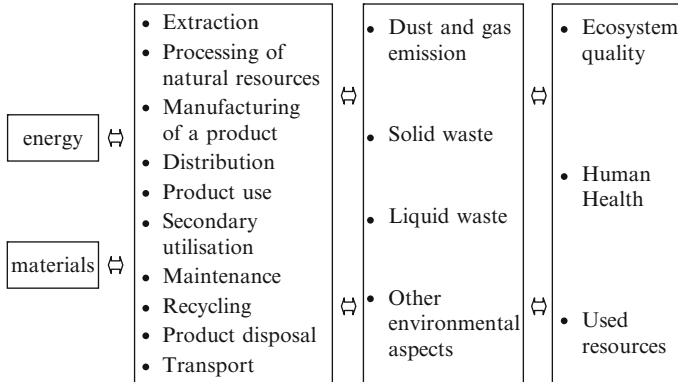 energy
materials
• Extraction
• Processing of
natural resources
• Manufacturing
of a product
• Distribution
• Product use
• Secondary
utilisation
• Maintenance
• Recycling
• Product disposal
• Transport
• Dust and gas
emission
• Solid waste
• Liquid waste
• Other
environmental
aspects
• Ecosystem
quality
• Human
Health
• Used
resources